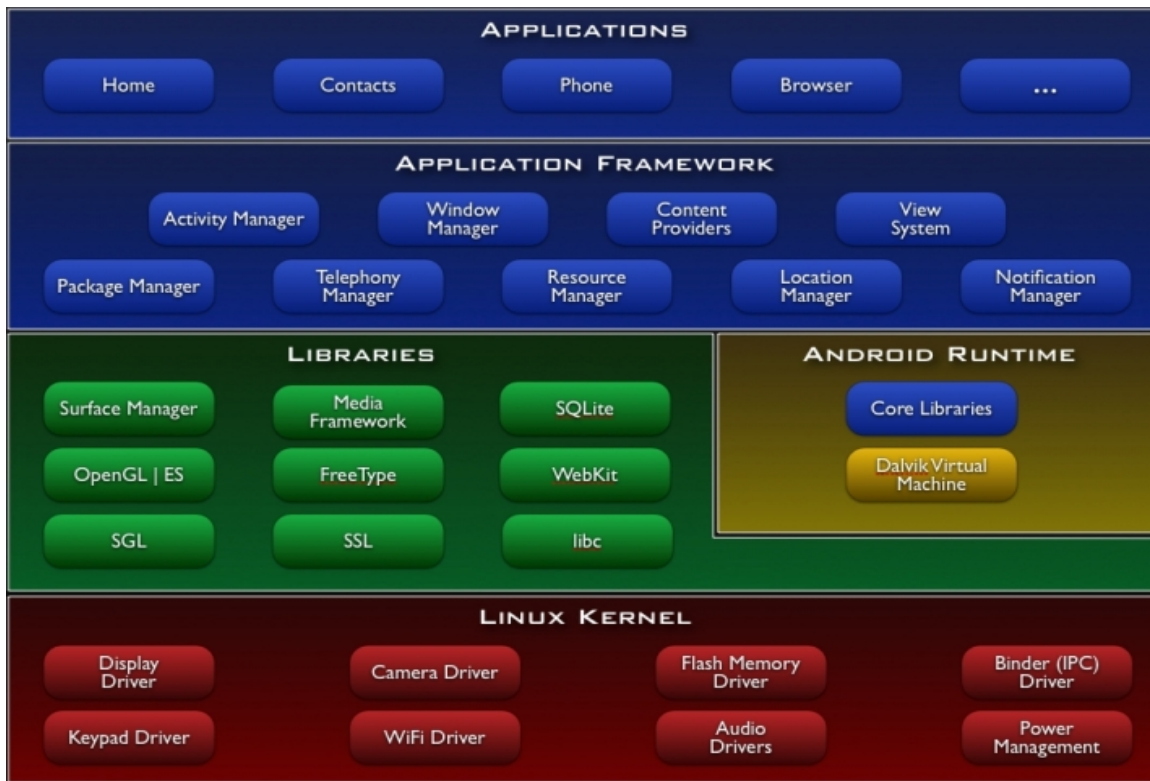 APPLICATIONS
Home
Contacts
Phone
Browser
...
APPLICATION FRAMEWORK
Activity Manager
Window
Manager
Content
Providers
View
System
Package Manager
Telephony
Manager
Resource
Manager
Location
Manager
Notification
Manager
LIBRARIES
Surface Manager
Media
Framework
SQLite
OpenGL | ES
FreeType
WebKit
SGL
SSL
libc
ANDROID RUNTIME
Core Libraries
Dalvik Virtual
Machine
LINUX KERNEL
Display
Driver
Camera Driver
Flash Memory
Driver
Binder (IPC)
Driver
Keypad Driver
WiFi Driver
Audio
Drivers
Power
Management